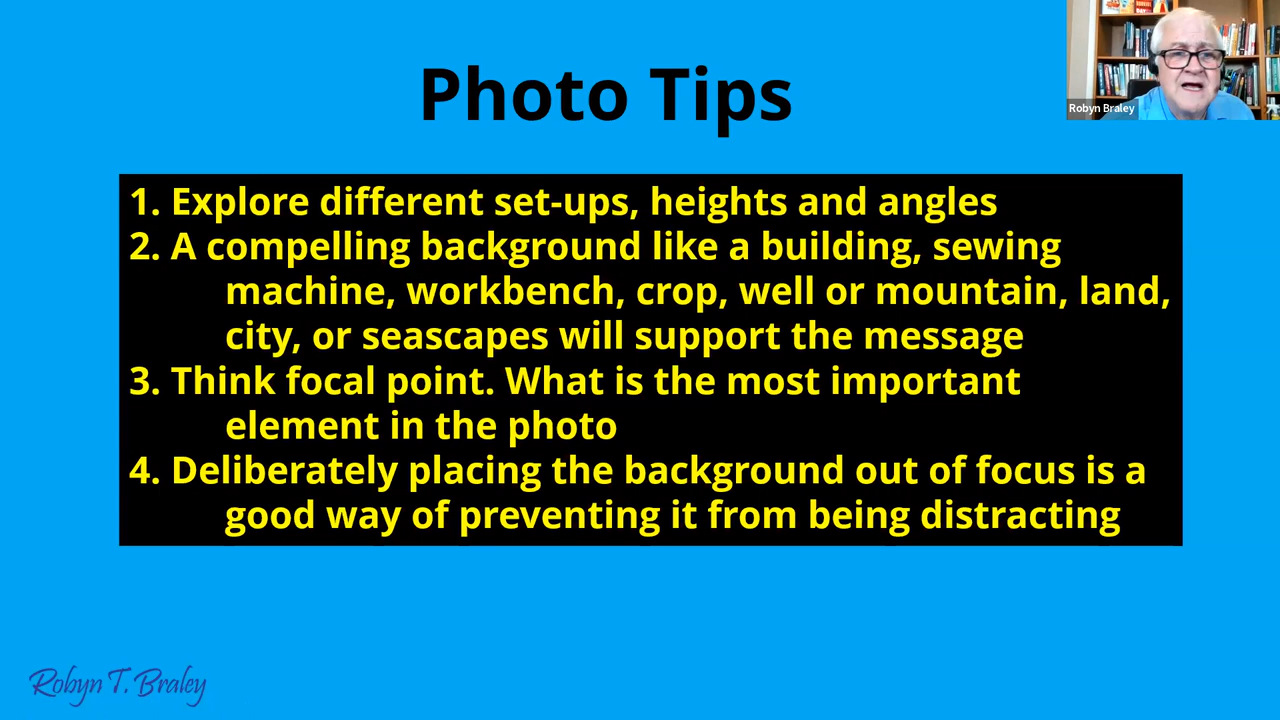 Photo Tips
Robyn Braley
1. Explore different set-ups, heights and angles
2. A compelling background like a building, sewing
machine, workbench, crop, well or mountain, land,
city, or seascapes will support the message
3. Think focal point. What is the most important
element in the photo
4. Deliberately placing the background out of focus is a
good way of preventing it from being distracting
Robyn T. Braley